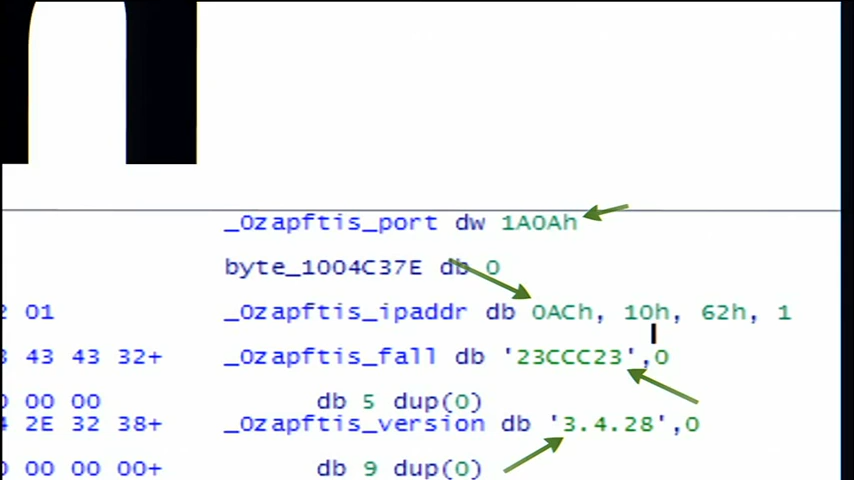 _0zapftis_port dw 1A0Ah
byte_1004C37E db 0
2 01 _0zapftis_ipaddr db 0ACh, 10h, 62h, 1
3 43 43 32+ _0zapftis_fall db '23CCC23',0
0 00 00 db 5 dup(0)
4 2E 32 38+ _0zapftis_version db '3.4.28',0
0 00 00 00+ db 9 dup(0)